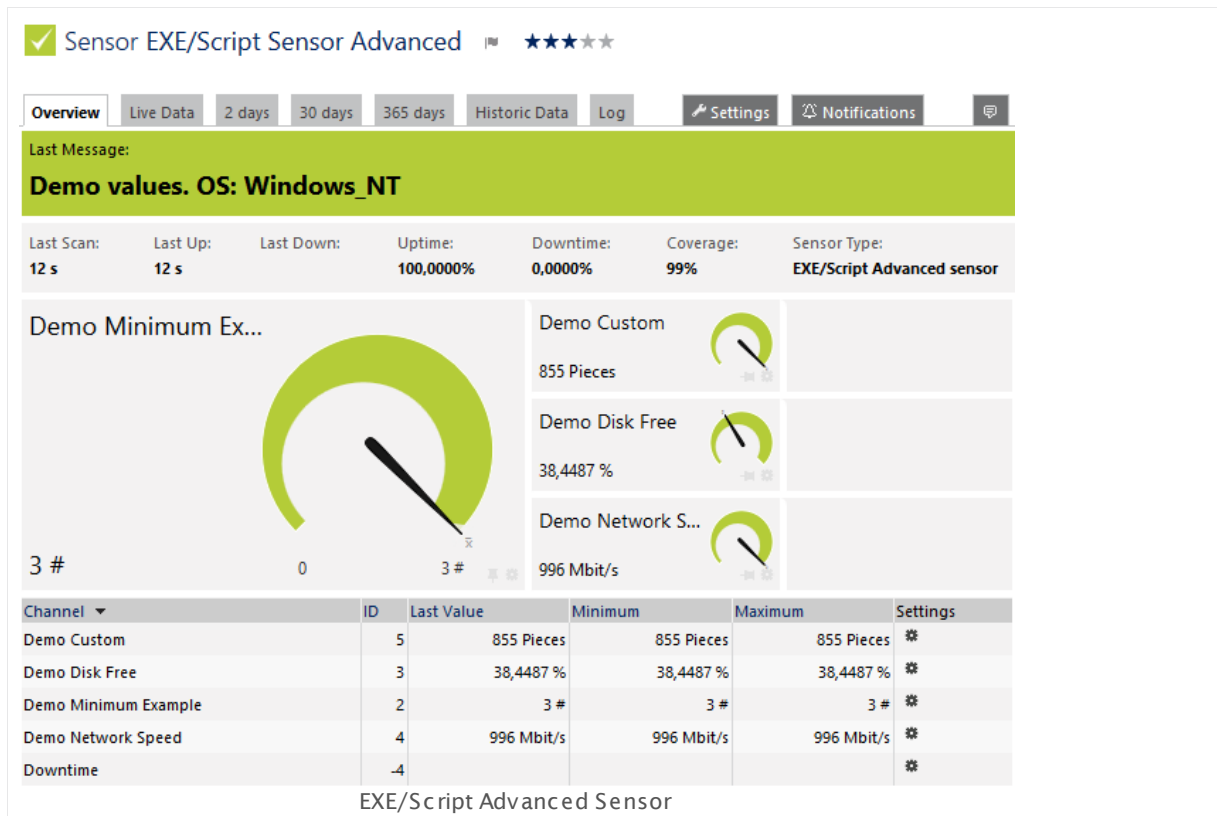 Sensor EXE/Script Sensor Advanced
Overview Live Data 2 days 30 days 365 days Historic Data Log Settings Notifications
Last Message:
Demo values. OS: Windows_NT
Last Scan: Last Up: Last Down: Uptime: Downtime: Coverage: Sensor Type:
12 s 12 s 100,0000% 0,0000% 99% EXE/Script Advanced sensor
Demo Minimum Ex...
3 #
0 3 #
Demo Custom
855 Pieces
Demo Disk Free
38,4487 %
Demo Network S...
996 Mbit/s
Channel ID Last Value Minimum Maximum Settings
Demo Custom 5 855 Pieces 855 Pieces 855 Pieces
Demo Disk Free 3 38,4487 % 38,4487 % 38,4487 %
Demo Minimum Example 2 3 # 3 # 3 #
Demo Network Speed 4 996 Mbit/s 996 Mbit/s 996 Mbit/s
Downtime -4
EXE/Script Advanced Sensor